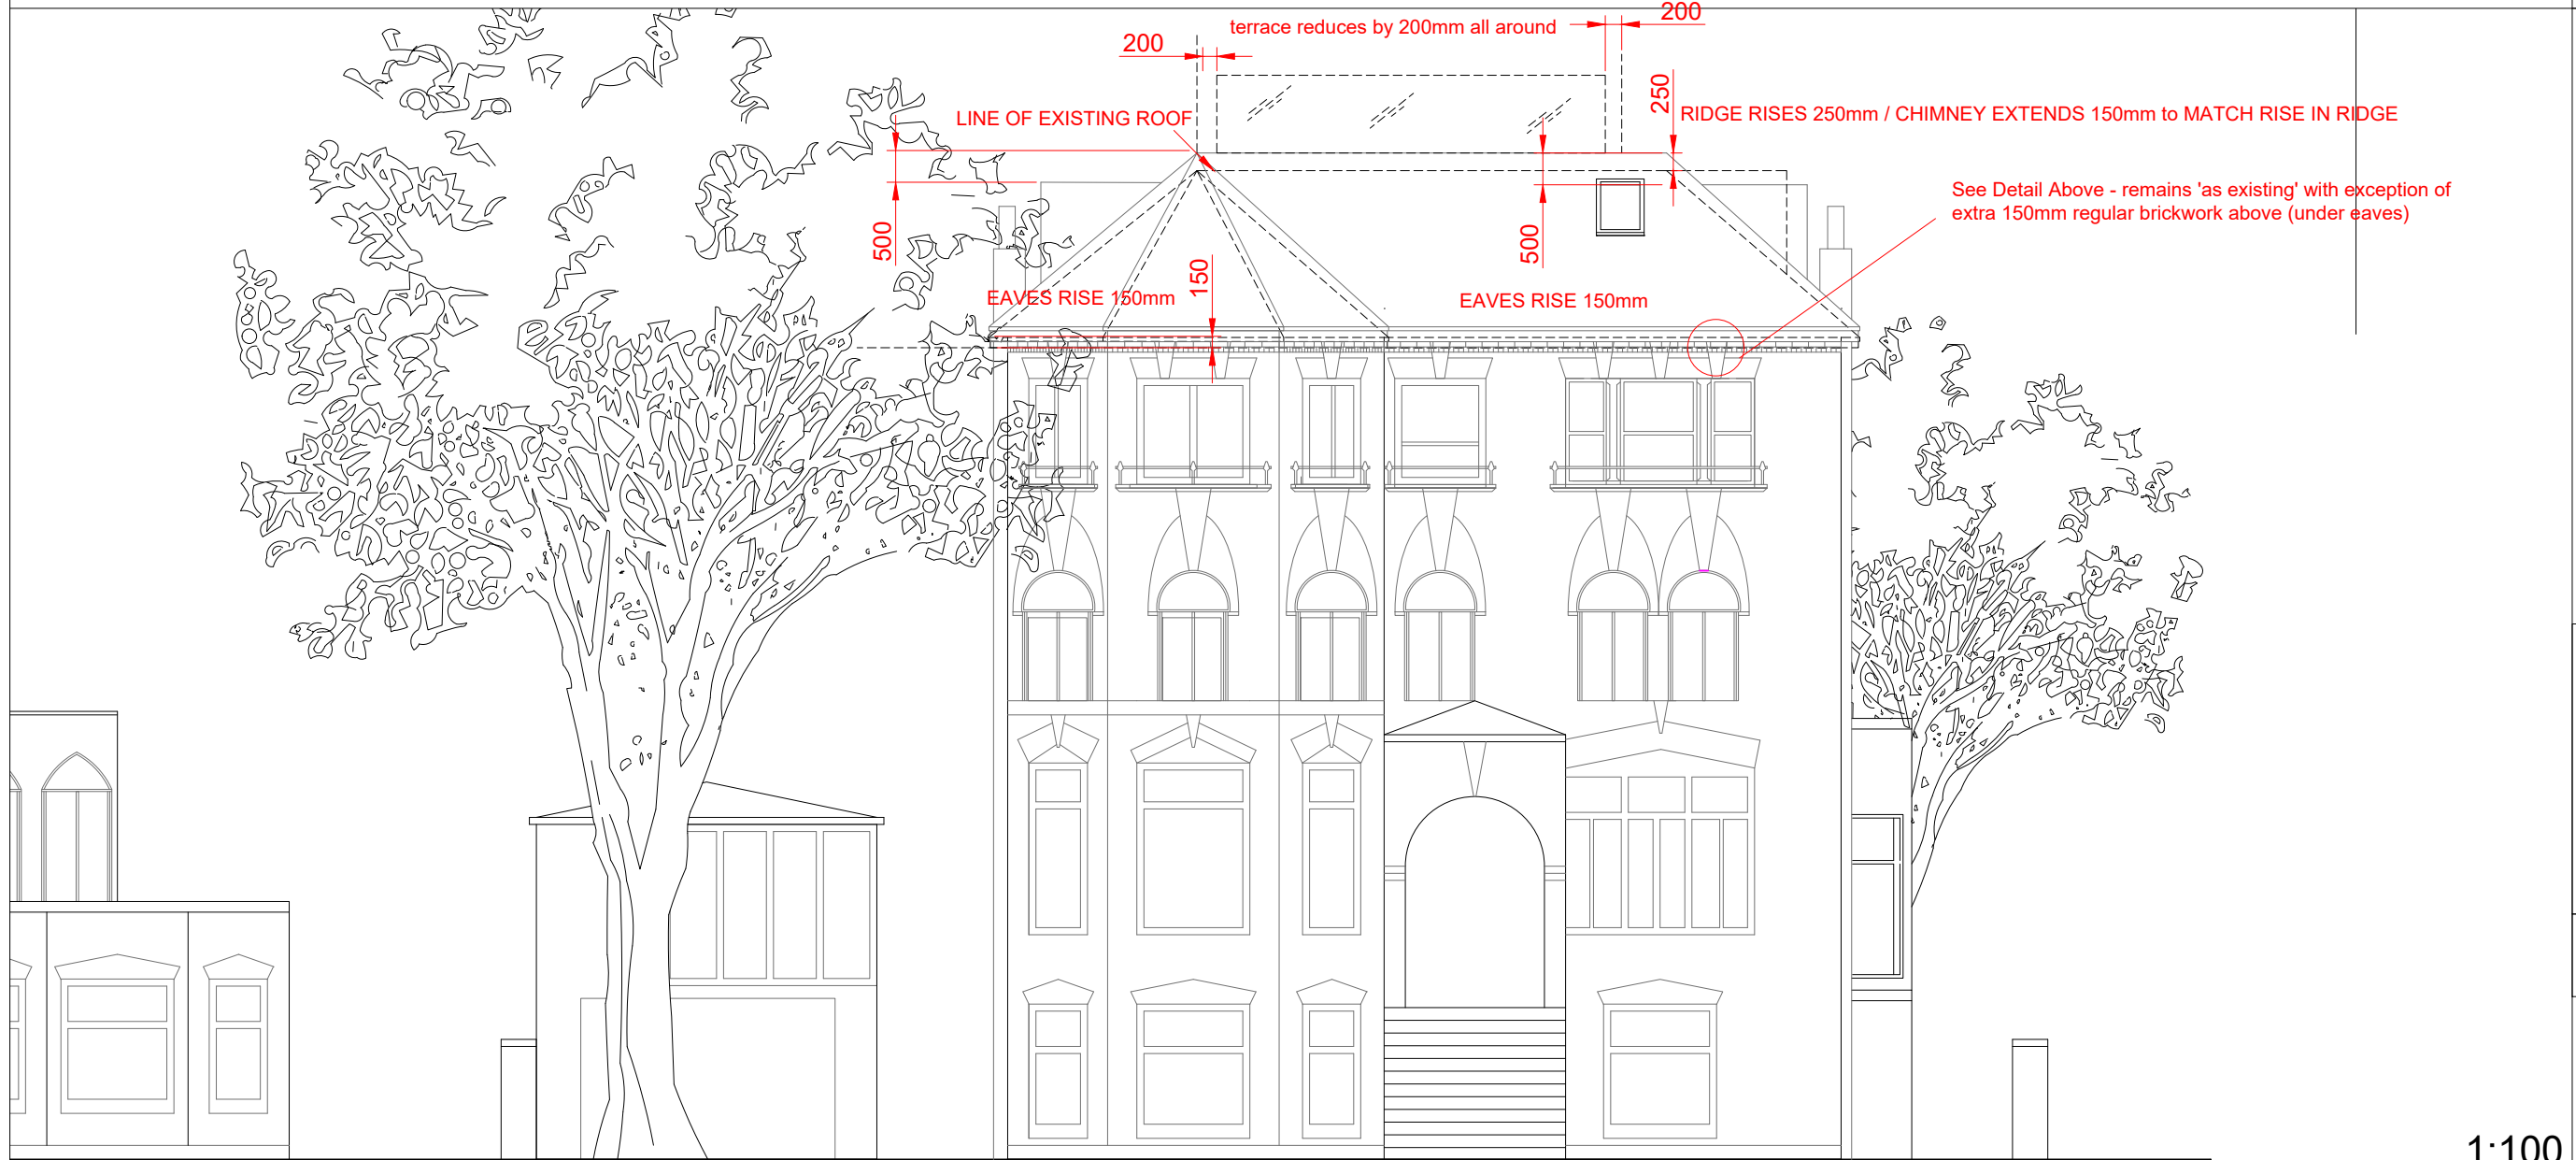 terrace reduces by 200mm all around
200
200
250
LINE OF EXISTING ROOF
RIDGE RISES 250mm / CHIMNEY EXTENDS 150mm to MATCH RISE IN RIDGE
See Detail Above - remains 'as existing' with exception of
extra 150mm regular brickwork above (under eaves)
500
500
150
EAVES RISE 150mm
EAVES RISE 150mm
1:100